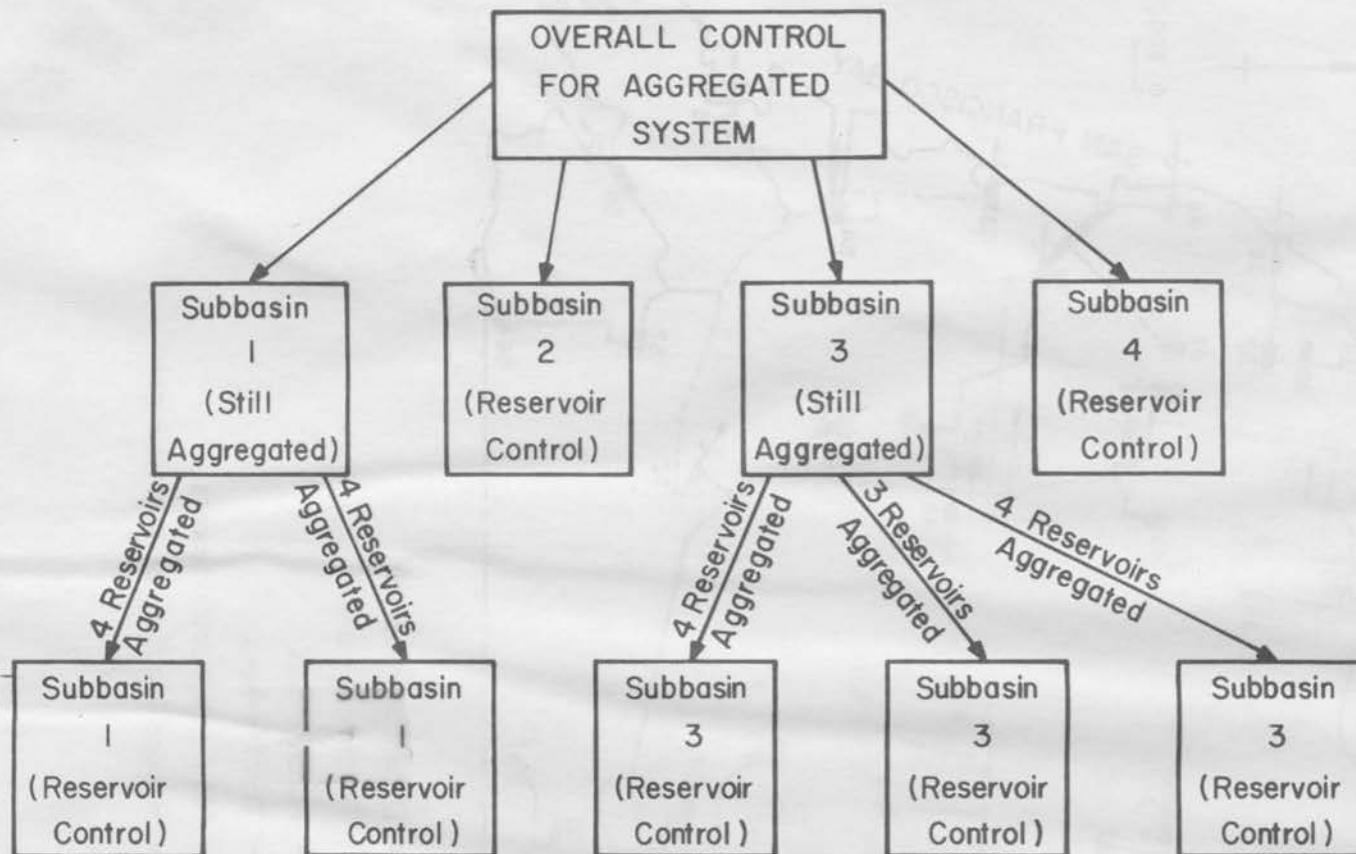 OVERALL CONTROL
FOR AGGREGATED
SYSTEM
Subbasin
1
(Still
Aggregated)
Subbasin
2
(Reservoir
Control)
Subbasin
3
(Still
Aggregated)
Subbasin
4
(Reservoir
Control)
4 Reservoirs
Aggregated
4 Reservoirs
Aggregated
4 Reservoirs
Aggregated
3 Reservoirs
Aggregated
4 Reservoirs
Aggregated
Subbasin
1
(Reservoir
Control)
Subbasin
1
(Reservoir
Control)
Subbasin
3
(Reservoir
Control)
Subbasin
3
(Reservoir
Control)
Subbasin
3
(Reservoir
Control)